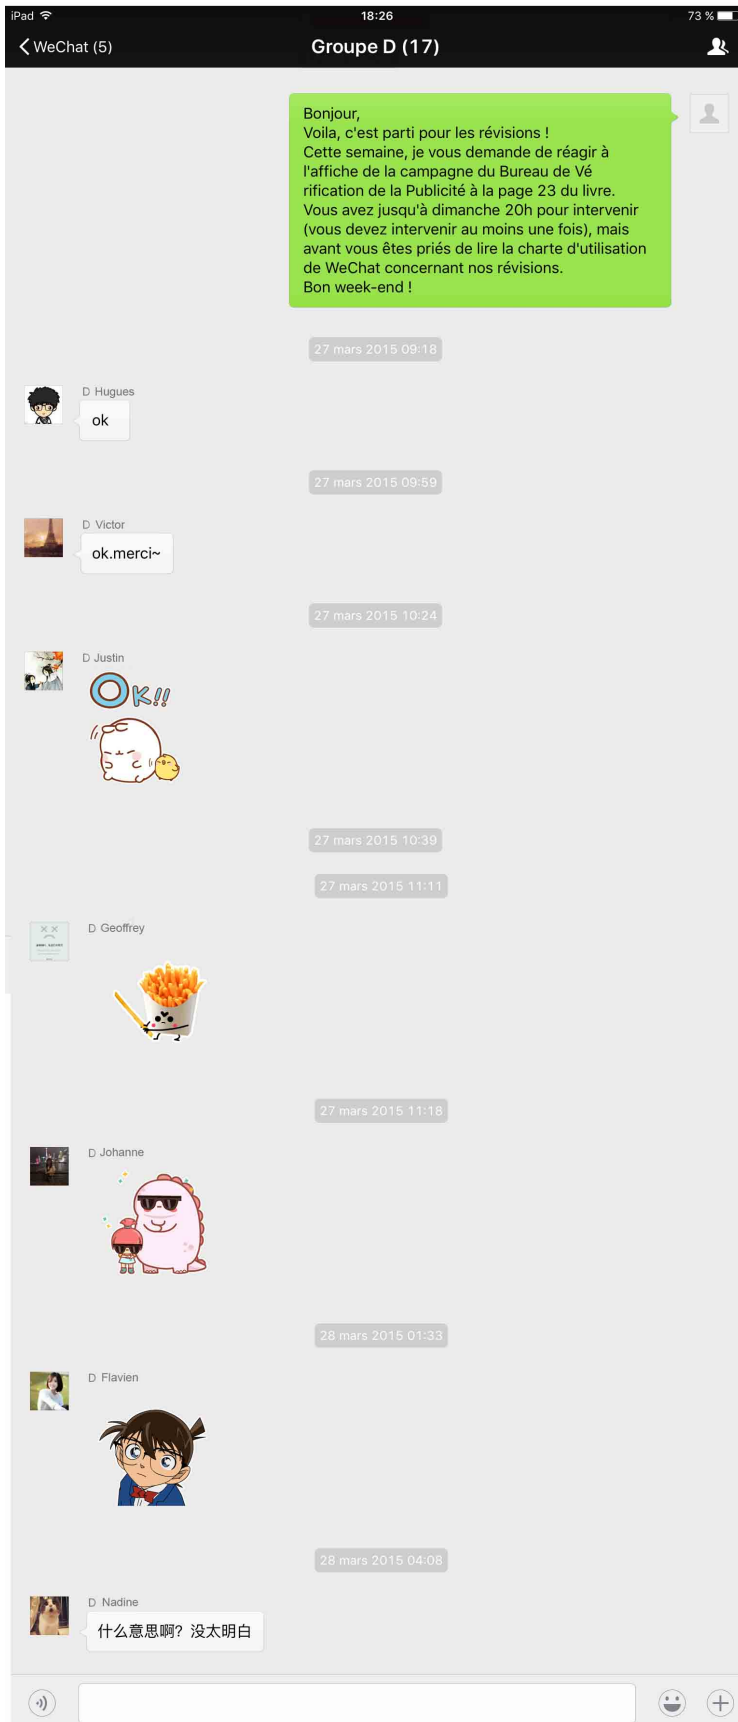 iPad 18:26 73 %
WeChat (5) Groupe D (17)
Bonjour,
Voila, c'est parti pour les révisions !
Cette semaine, je vous demande de réagir à
l'affiche de la campagne du Bureau de Vé
rification de la Publicité à la page 23 du livre.
Vous avez jusqu'à dimanche 20h pour intervenir
(vous devez intervenir au moins une fois), mais
avant vous êtes priés de lire la charte d'utilisation
de WeChat concernant nos révisions.
Bon week-end !
27 mars 2015 09:18
D Hugues
ok
27 mars 2015 09:59
D Victor
ok.merci~
27 mars 2015 10:24
D Justin
OK!!
27 mars 2015 10:39
27 mars 2015 11:11
D Geoffrey
27 mars 2015 11:18
D Johanne
28 mars 2015 01:33
D Flavien
28 mars 2015 04:08
D Nadine
什么意思啊？没太明白